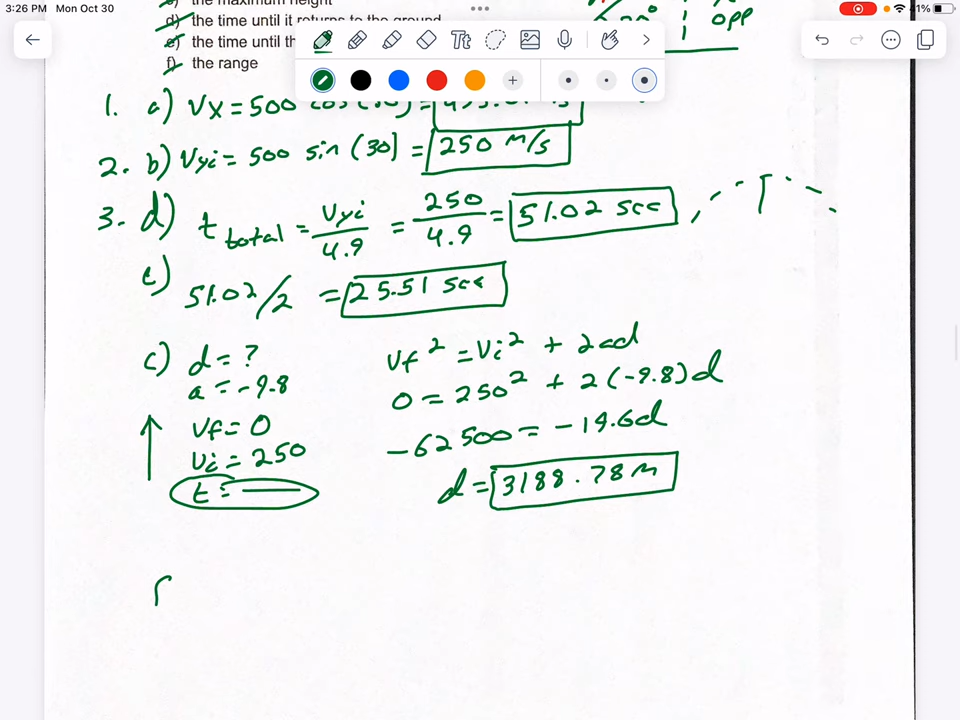 3:26 PM Mon Oct 30
41%
the maximum height
d) the time until it returns to the ground
e) the time until th
f) the range
opp
Tt
1. a) Vx = 500 cos
2. b) Vyi = 500 sin (30) = 250 m/s
3. d) t total = Vyi / 4.9 = 250 / 4.9 = 51.02 sec
e) 51.02/2 = 25.51 sec
c) d = ?
a = -9.8
Vf = 0
Vi = 250
t =
Vf² = Vi² + 2ad
0 = 250² + 2(-9.8)d
-62500 = -19.6d
d = 3188.78 m